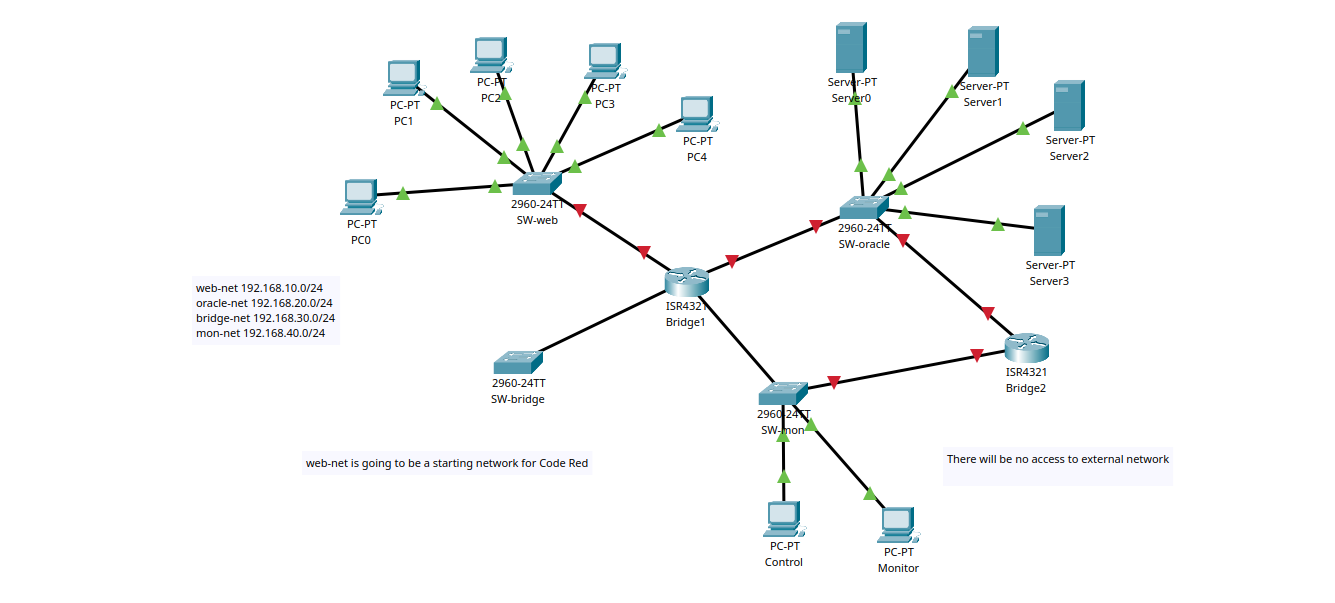 PC-PT
PC1
PC-PT
PC2
PC-PT
PC3
PC-PT
PC4
PC-PT
PC0
2960-24TT
SW-web
Server-PT
Server0
Server-PT
Server1
Server-PT
Server2
Server-PT
Server3
2960-24TT
SW-oracle
web-net 192.168.10.0/24
oracle-net 192.168.20.0/24
bridge-net 192.168.30.0/24
mon-net 192.168.40.0/24
ISR4321
Bridge1
2960-24TT
SW-bridge
2960-24TT
SW-mon
ISR4321
Bridge2
web-net is going to be a starting network for Code Red
There will be no access to external network
PC-PT
Control
PC-PT
Monitor